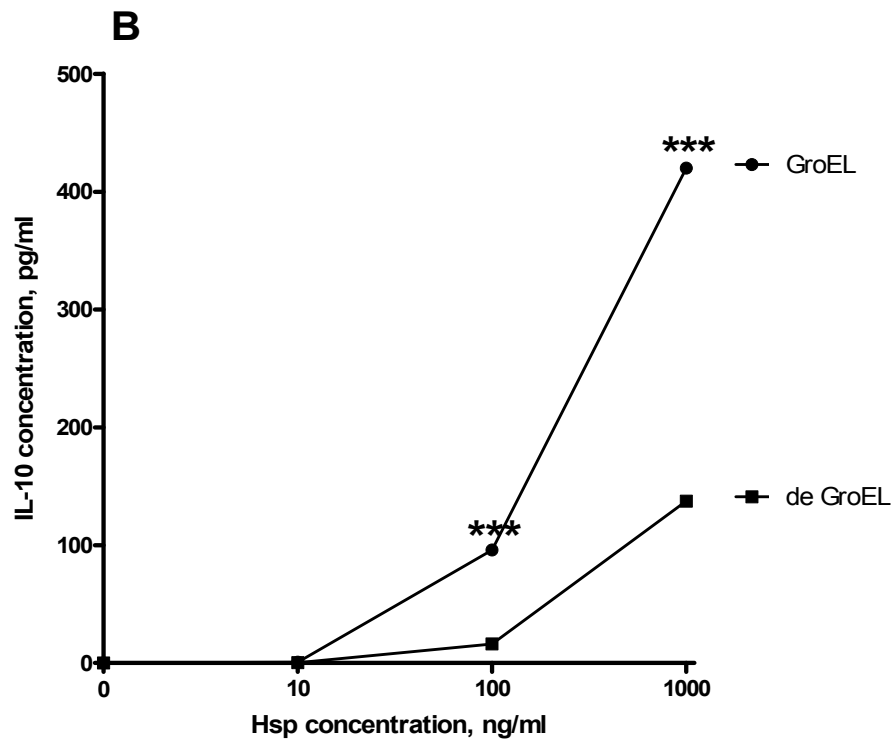 B
500
400
300
200
100
0
IL-10 concentration, pg/ml
***
***
GroEL
de GroEL
0 10 100 1000
Hsp concentration, ng/ml